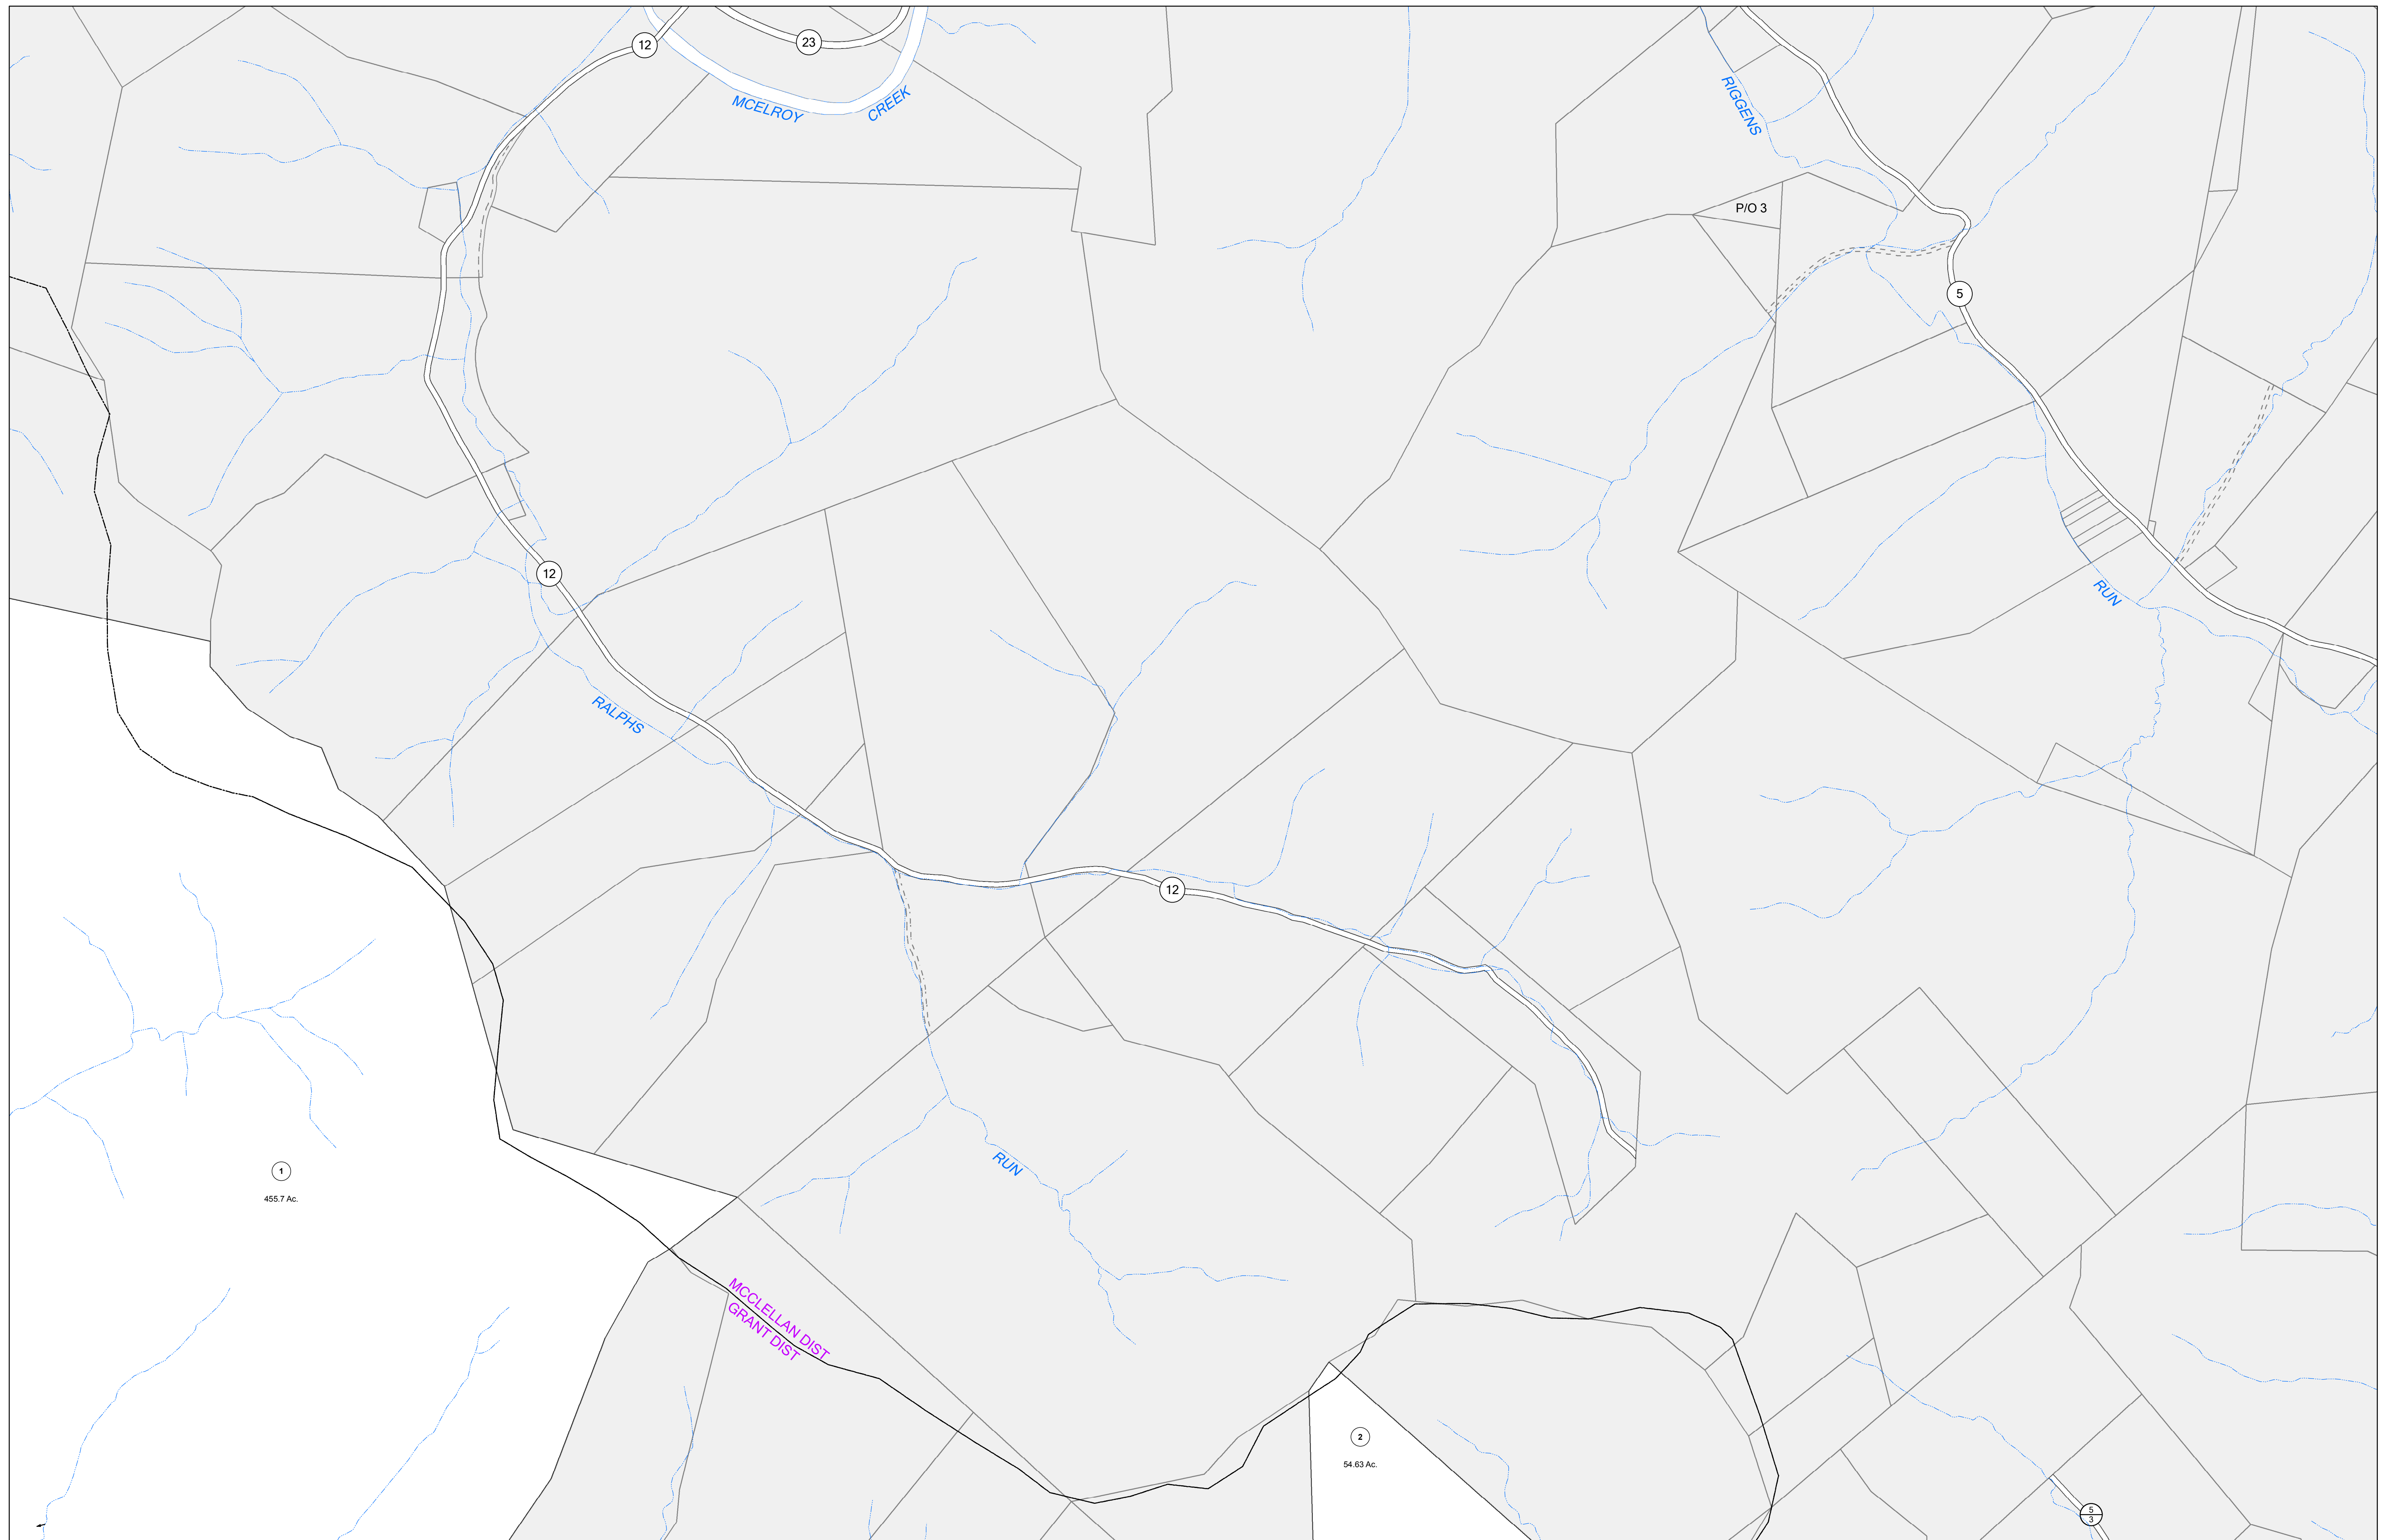 12
23
MCELROY
CREEK
RIGGENS
P/O 3
5
12
RUN
RALPHS
12
1
455.7 Ac.
RUN
MCCLELLAN DIST
GRANT DIST
2
54.63 Ac.
5
3